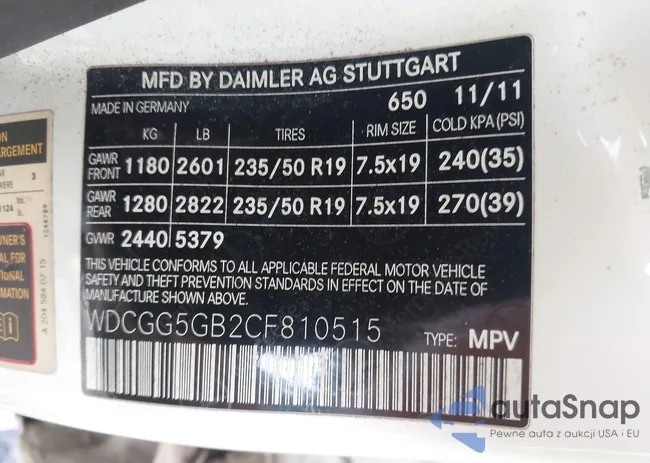 MFD BY DAIMLER AG STUTTGART
MADE IN GERMANY 650 11/11
KG LB TIRES RIM SIZE COLD KPA (PSI)
GAWR FRONT 1180 2601 235/50 R19 7.5x19 240(35)
GAWR REAR 1280 2822 235/50 R19 7.5x19 270(39)
GVWR 2440 5379
THIS VEHICLE CONFORMS TO ALL APPLICABLE FEDERAL MOTOR VEHICLE
SAFETY AND THEFT PREVENTION STANDARDS IN EFFECT ON THE DATE
OF MANUFACTURE SHOWN ABOVE.
WDCGG5GB2CF810515 TYPE: MPV
A 204 584 07 15
autaSnap
Pewne auta z aukcji USA i EU